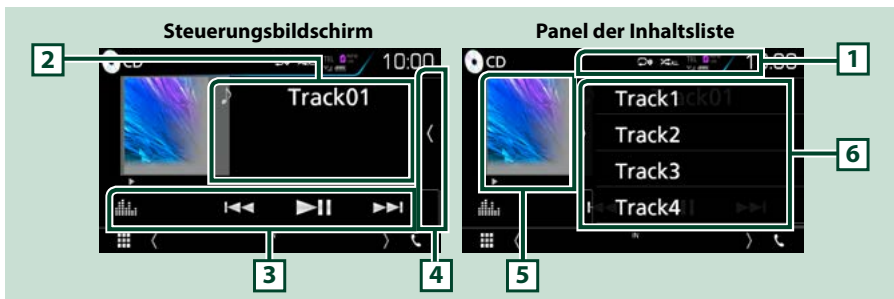 Steuerungsbildschirm
Panel der Inhaltsliste
2
CD
10:00
Track01
3
4
CD
1
Track1
Track2
Track3
Track4
IN
5
6